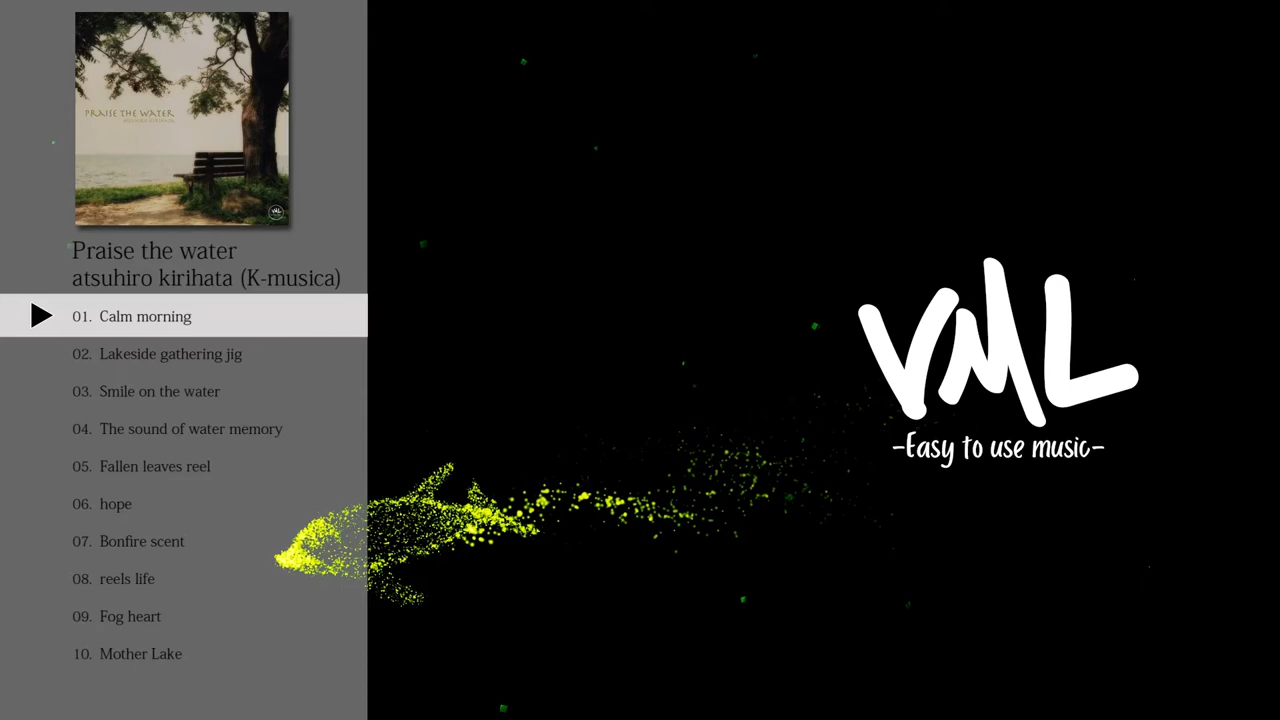 PRAISE THE WATER
Praise the water
atsuhiro kirihata (K-musica)
01. Calm morning
02. Lakeside gathering jig
03. Smile on the water
04. The sound of water memory
05. Fallen leaves reel
06. hope
07. Bonfire scent
08. reels life
09. Fog heart
10. Mother Lake
VML
-Easy to use music-